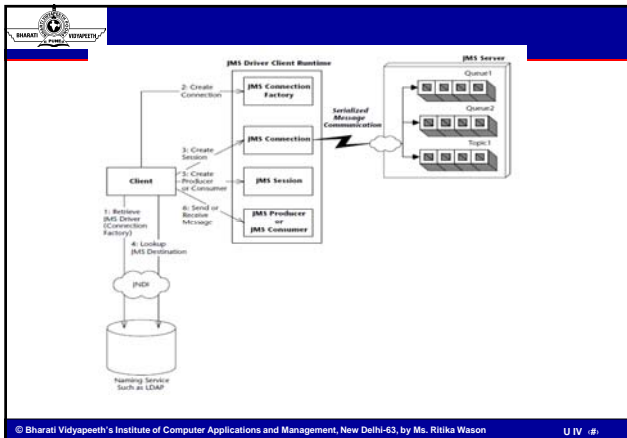 BHARATI
VIDYAPEETH
PUNE
JMS Driver Client Runtime
JMS Server
2: Create
Connection
JMS Connection
Factory
Queue1
Serialized
Message
Communication
Queue2
JMS Connection
3: Create
Session
Topic1
Client
5: Create
Producer
or Consumer
JMS Session
1: Retrieve
JMS Driver
(Connection
Factory)
6: Send or
Receive
Message
JMS Producer
or
JMS Consumer
4: Lookup
JMS Destination
JNDI
Naming Service
Such as LDAP
© Bharati Vidyapeeth's Institute of Computer Applications and Management, New Delhi-63, by Ms. Ritika Wason
U IV ‹#›